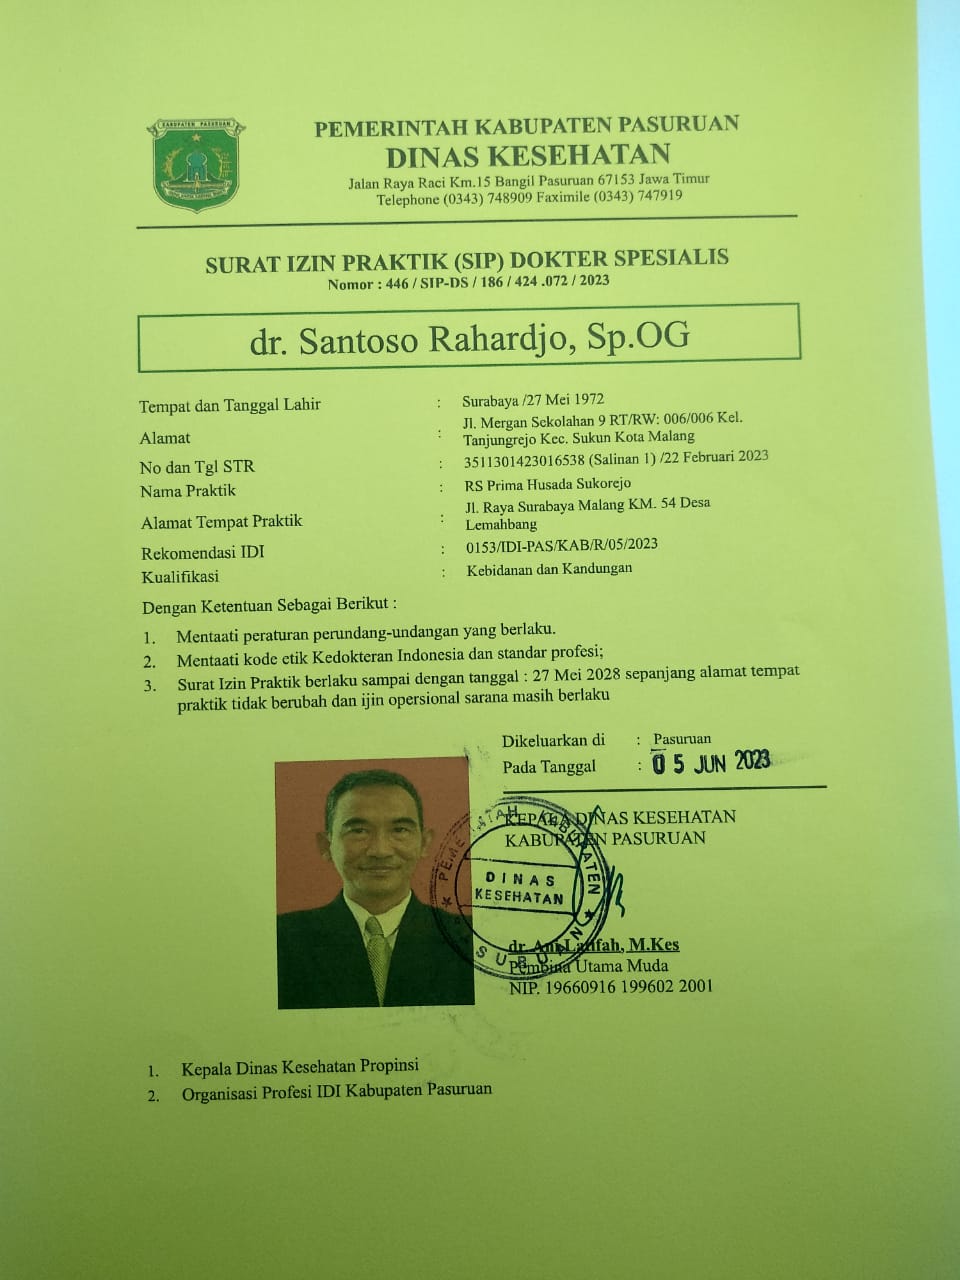 KABUPATEN PASURUAN
PEMERINTAH KABUPATEN PASURUAN
DINAS KESEHATAN
Jalan Raya Raci Km.15 Bangil Pasuruan 67153 Jawa Timur
Telephone (0343) 748909 Faximile (0343) 747919
SURAT IZIN PRAKTIK (SIP) DOKTER SPESIALIS
Nomor : 446 / SIP-DS / 186 / 424 .072 / 2023
dr. Santoso Rahardjo, Sp.OG
Tempat dan Tanggal Lahir : Surabaya /27 Mei 1972
Alamat : Jl. Mergan Sekolahan 9 RT/RW: 006/006 Kel.
Tanjungrejo Kec. Sukun Kota Malang
No dan Tgl STR : 3511301423016538 (Salinan 1) /22 Februari 2023
Nama Praktik : RS Prima Husada Sukorejo
Alamat Tempat Praktik : Jl. Raya Surabaya Malang KM. 54 Desa
Lemahbang
Rekomendasi IDI : 0153/IDI-PAS/KAB/R/05/2023
Kualifikasi : Kebidanan dan Kandungan
Dengan Ketentuan Sebagai Berikut :
1. Mentaati peraturan perundang-undangan yang berlaku.
2. Mentaati kode etik Kedokteran Indonesia dan standar profesi;
3. Surat Izin Praktik berlaku sampai dengan tanggal : 27 Mei 2028 sepanjang alamat tempat
praktik tidak berubah dan ijin opersional sarana masih berlaku
Dikeluarkan di : Pasuruan
Pada Tanggal : 05 JUN 2023
KEPALA DINAS KESEHATAN
KABUPATEN PASURUAN
PEMERINTAH KABUPATEN
DINAS
KESEHATAN
PASURUAN
dr. Ani Latifah, M.Kes
Pembina Utama Muda
NIP. 19660916 199602 2001
1. Kepala Dinas Kesehatan Propinsi
2. Organisasi Profesi IDI Kabupaten Pasuruan